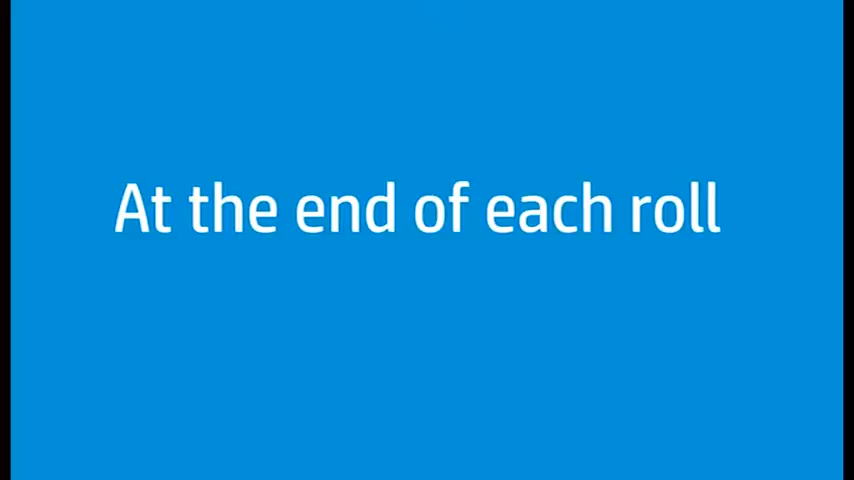 At the end of each roll